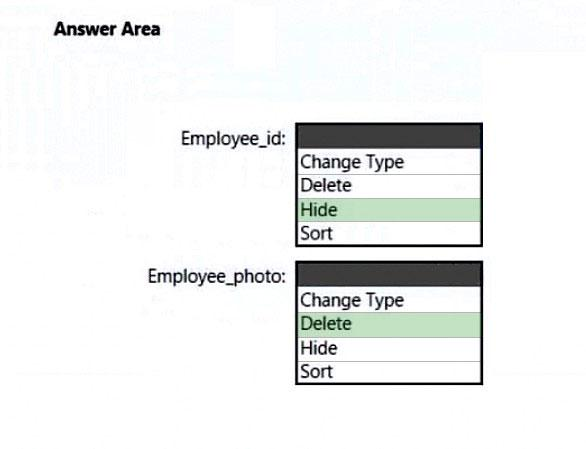 Answer Area
Employee_id:
Change Type
Delete
Hide
Sort
Employee_photo:
Change Type
Delete
Hide
Sort